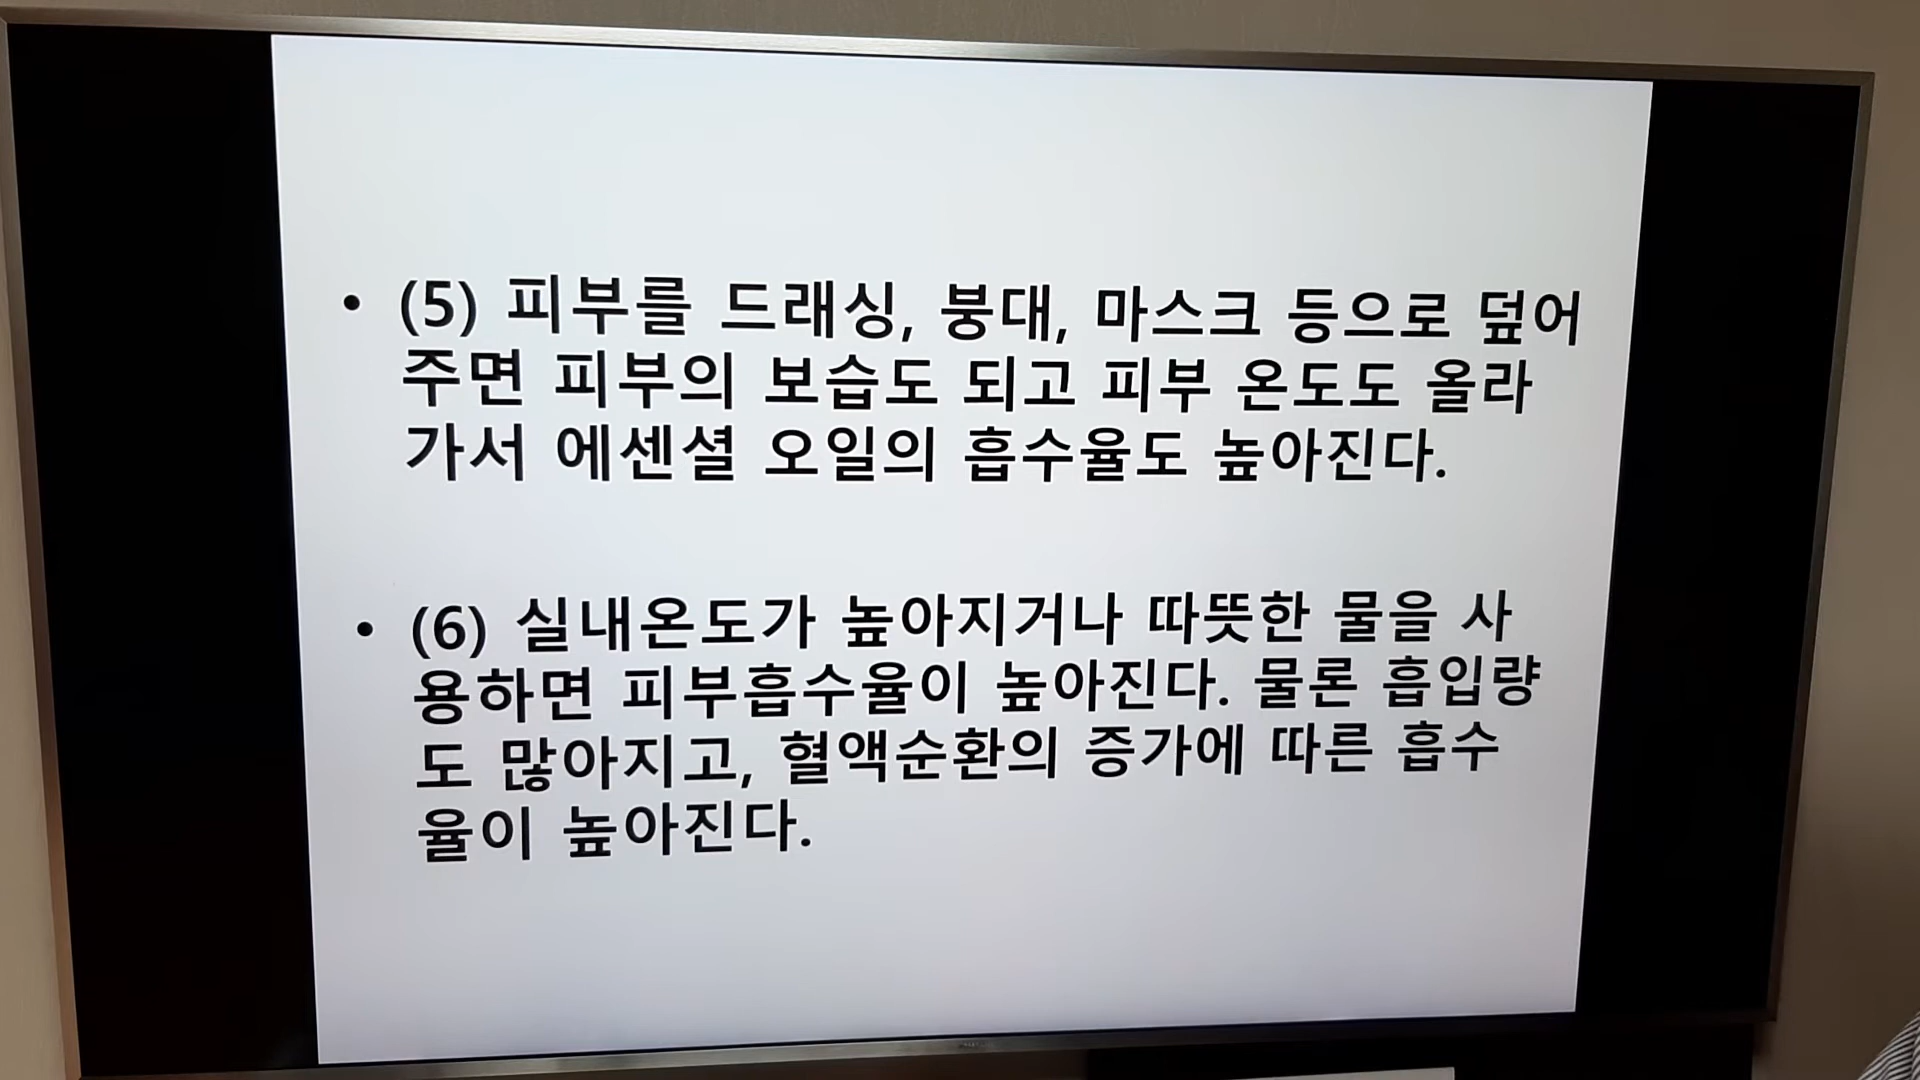 • (5) 피부를 드래싱, 붕대, 마스크 등으로 덮어
주면 피부의 보습도 되고 피부 온도도 올라
가서 에센셜 오일의 흡수율도 높아진다.
• (6) 실내온도가 높아지거나 따뜻한 물을 사
용하면 피부흡수율이 높아진다. 물론 흡입량
도 많아지고, 혈액순환의 증가에 따른 흡수
율이 높아진다.